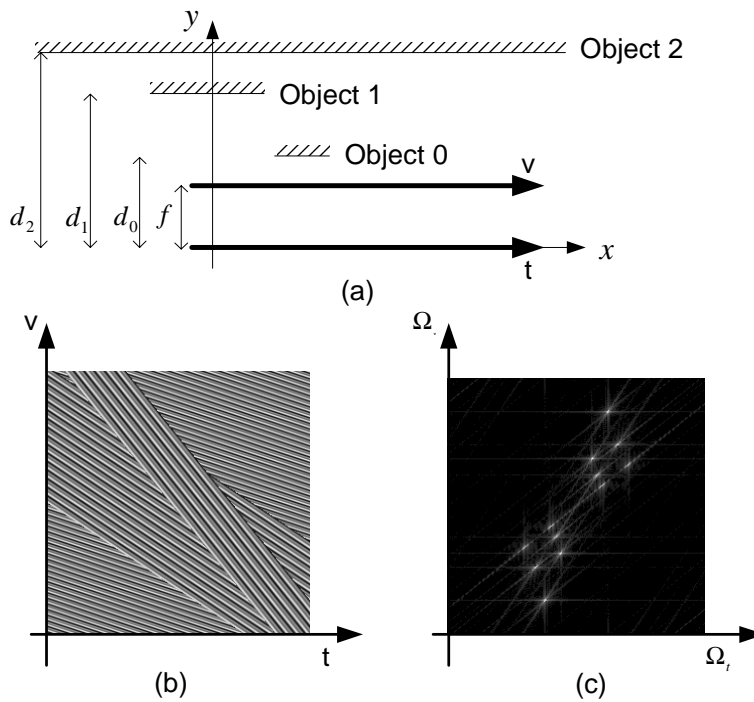 y
Object 2
Object 1
Object 0
v
d₂
d₁
d₀
f
x
t
(a)
v
Ω.
t
Ωₜ
(b)
(c)